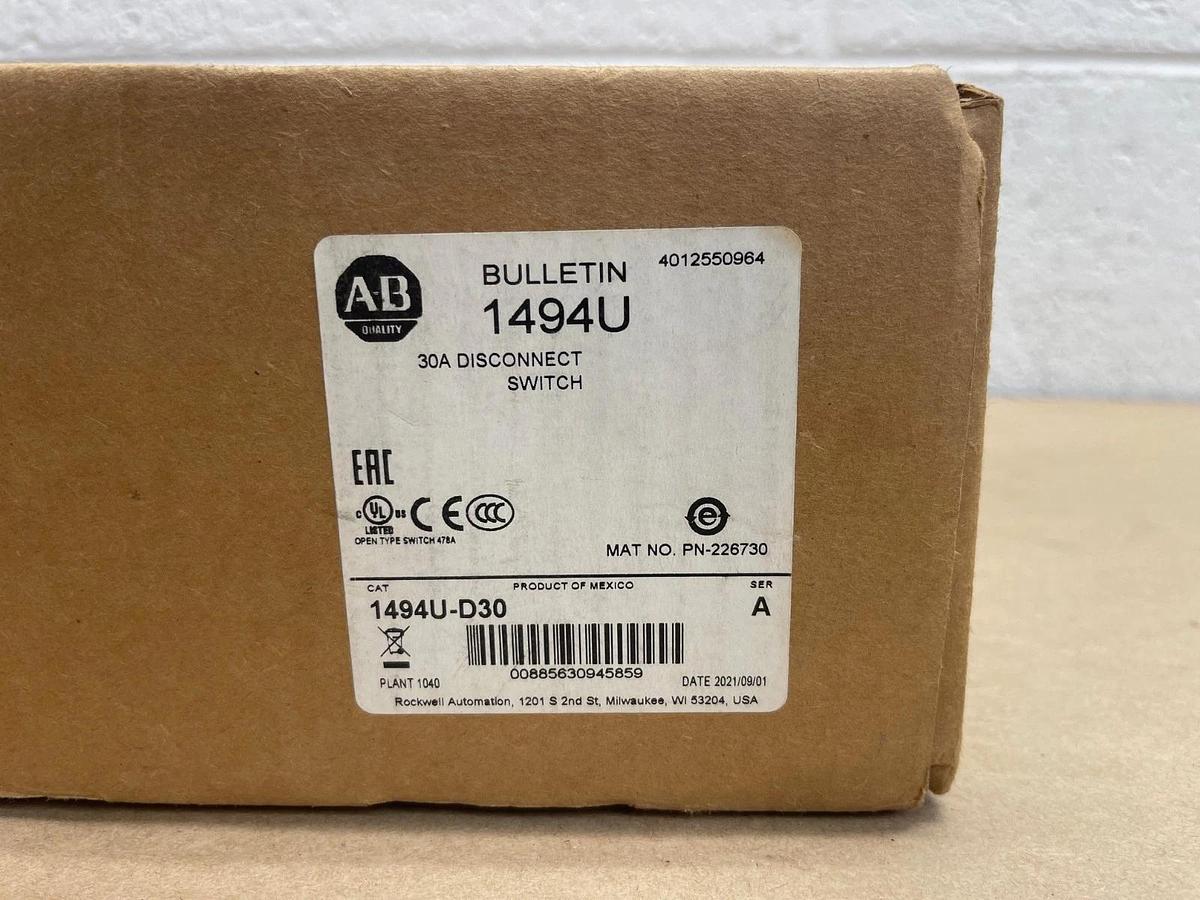 A-B
QUALITY
BULLETIN
4012550964
1494U
30A DISCONNECT
SWITCH
EAC
c UL us
LISTED
CE
CCC
e
OPEN TYPE SWITCH 478A
MAT NO. PN-226730
CAT
PRODUCT OF MEXICO
SER
1494U-D30
A
00885630945859
PLANT 1040
DATE 2021/09/01
Rockwell Automation, 1201 S 2nd St, Milwaukee, WI 53204, USA